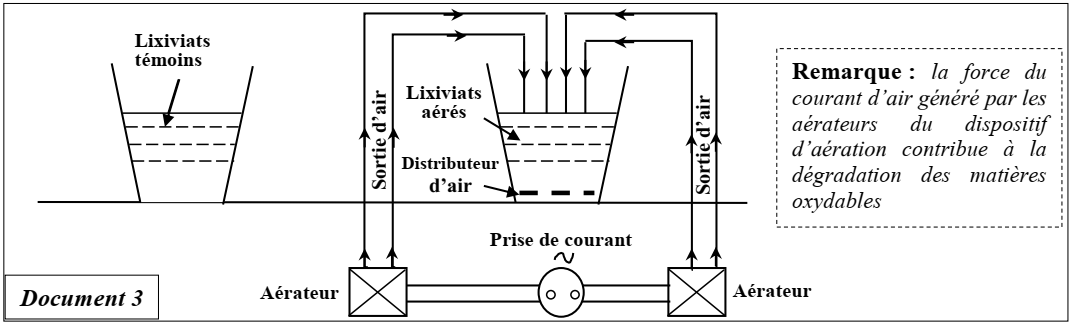 Lixiviats
témoins
Lixiviats
aérés
Distributeur
d'air
Sortie d'air
Sortie d'air
Prise de courant
Aérateur
Aérateur
Remarque : la force du
courant d'air généré par les
aérateurs du dispositif
d'aération contribue à la
dégradation des matières
oxydables
Document 3